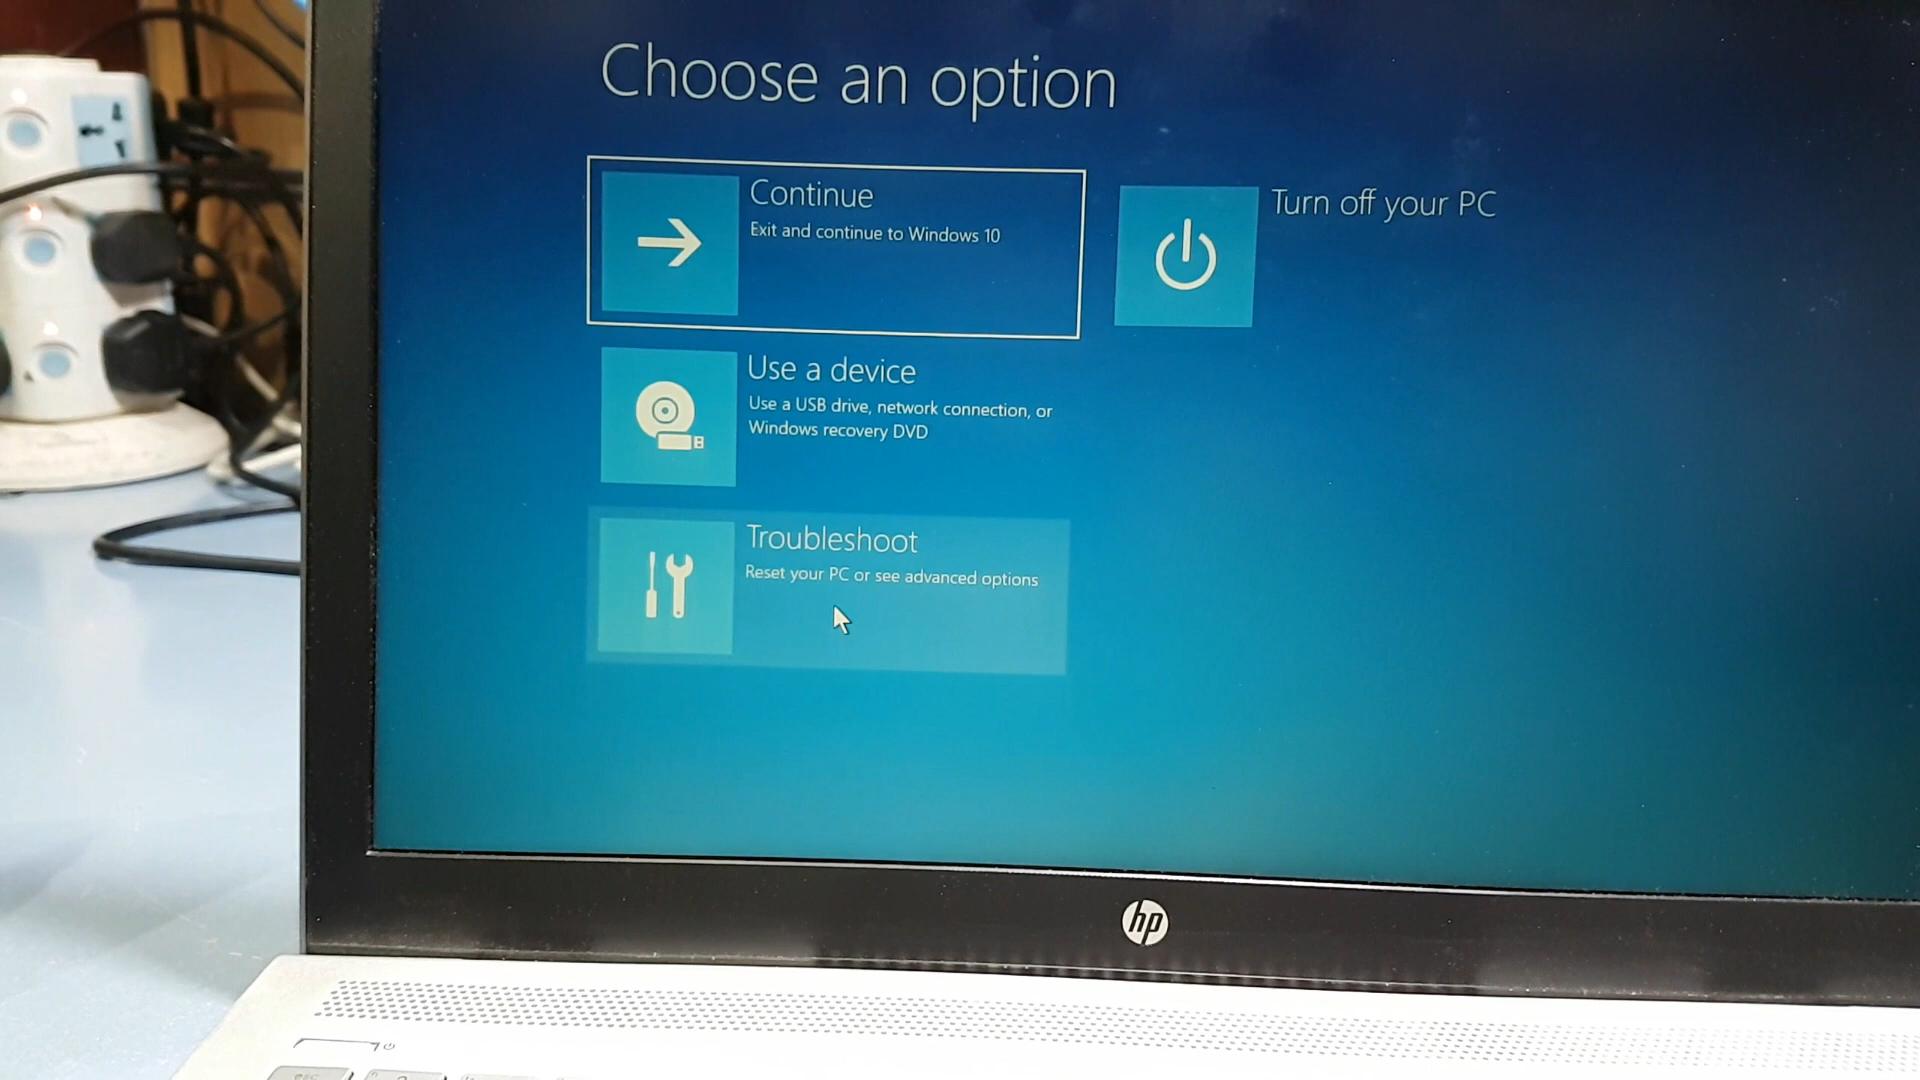 Choose an option
Continue
Exit and continue to Windows 10
Turn off your PC
Use a device
Use a USB drive, network connection, or
Windows recovery DVD
Troubleshoot
Reset your PC or see advanced options
hp
esc